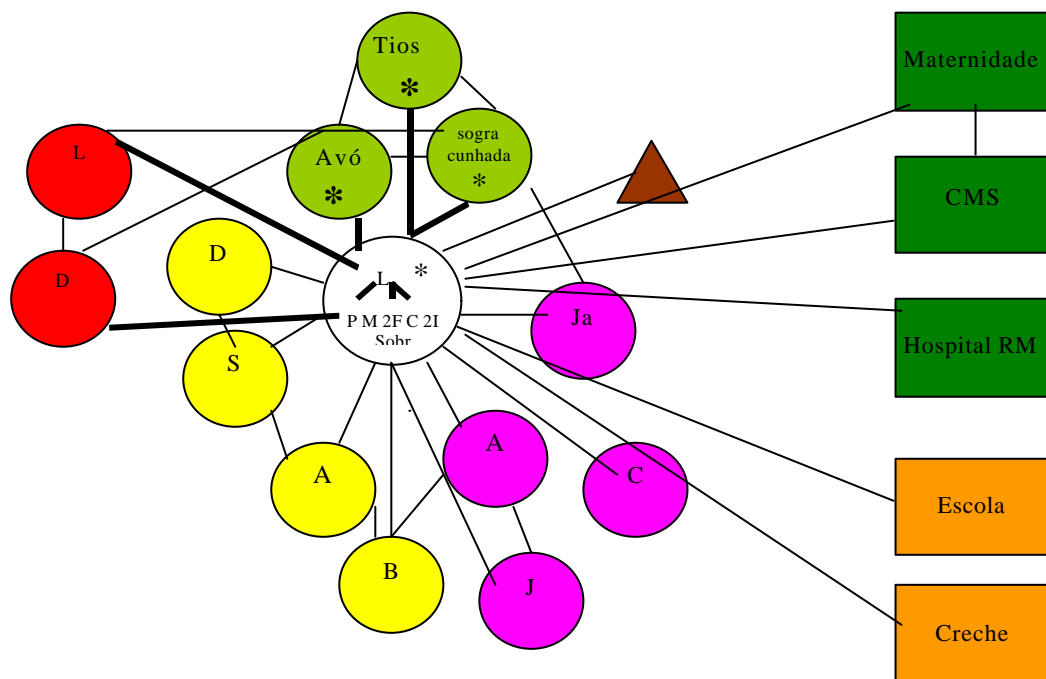 Tios
*
Maternidade
L
Avó
*
sogra
cunhada
*
CMS
D
D
L *
P M 2F C 2I
Sobr
Ja
Hospital RM
S
A
A
C
Escola
B
J
Creche